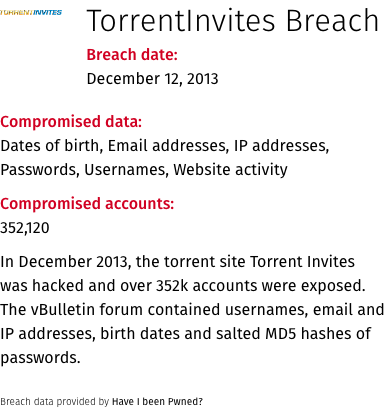 TORRENT INVITES
TorrentInvites Breach
Breach date:
December 12, 2013
Compromised data:
Dates of birth, Email addresses, IP addresses,
Passwords, Usernames, Website activity
Compromised accounts:
352,120
In December 2013, the torrent site Torrent Invites
was hacked and over 352k accounts were exposed.
The vBulletin forum contained usernames, email and
IP addresses, birth dates and salted MD5 hashes of
passwords.
Breach data provided by Have I been Pwned?